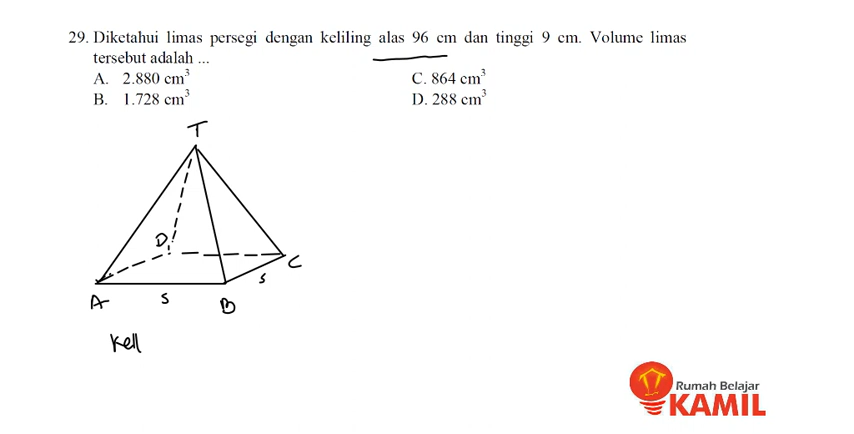 29. Diketahui limas persegi dengan keliling alas 96 cm dan tinggi 9 cm. Volume limas
tersebut adalah ...
A. 2.880 cm³
C. 864 cm³
B. 1.728 cm³
D. 288 cm³
T
D
C
s
A
s
B
Kell
Rumah Belajar
KAMIL